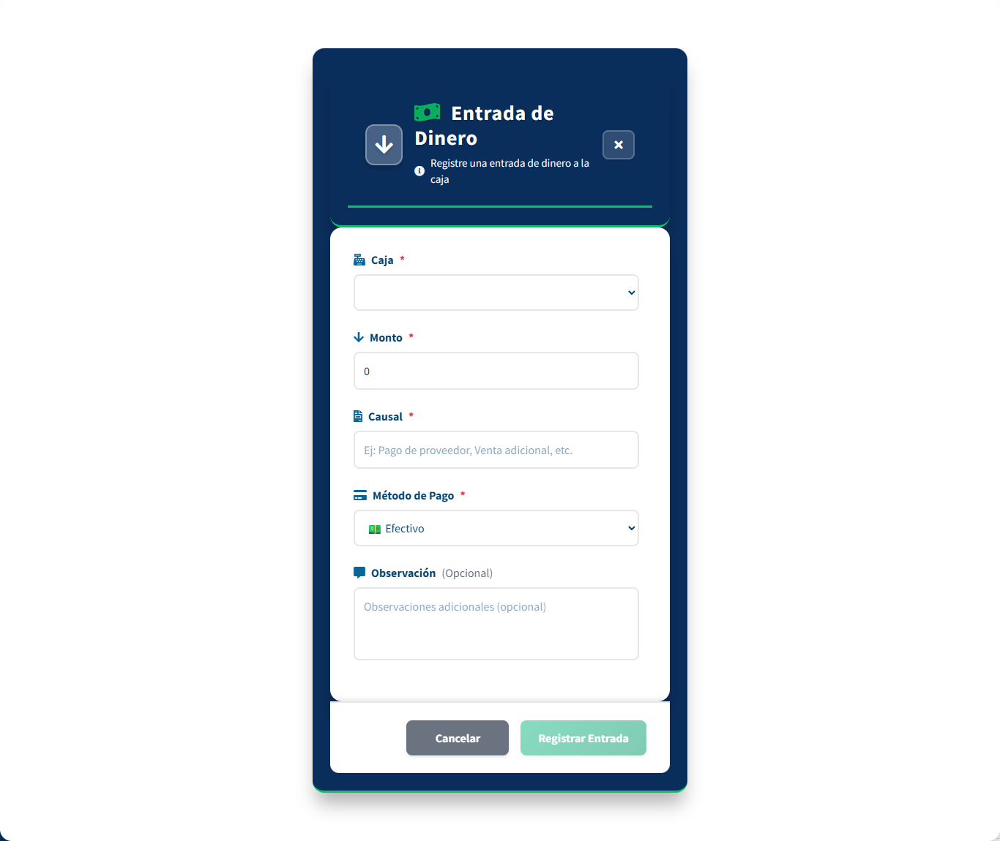 Entrada de
Dinero
Registre una entrada de dinero a la
caja
Caja *
Monto *
0
Causal *
Ej: Pago de proveedor, Venta adicional, etc.
Método de Pago *
Efectivo
Observación (Opcional)
Observaciones adicionales (opcional)
Cancelar
Registrar Entrada